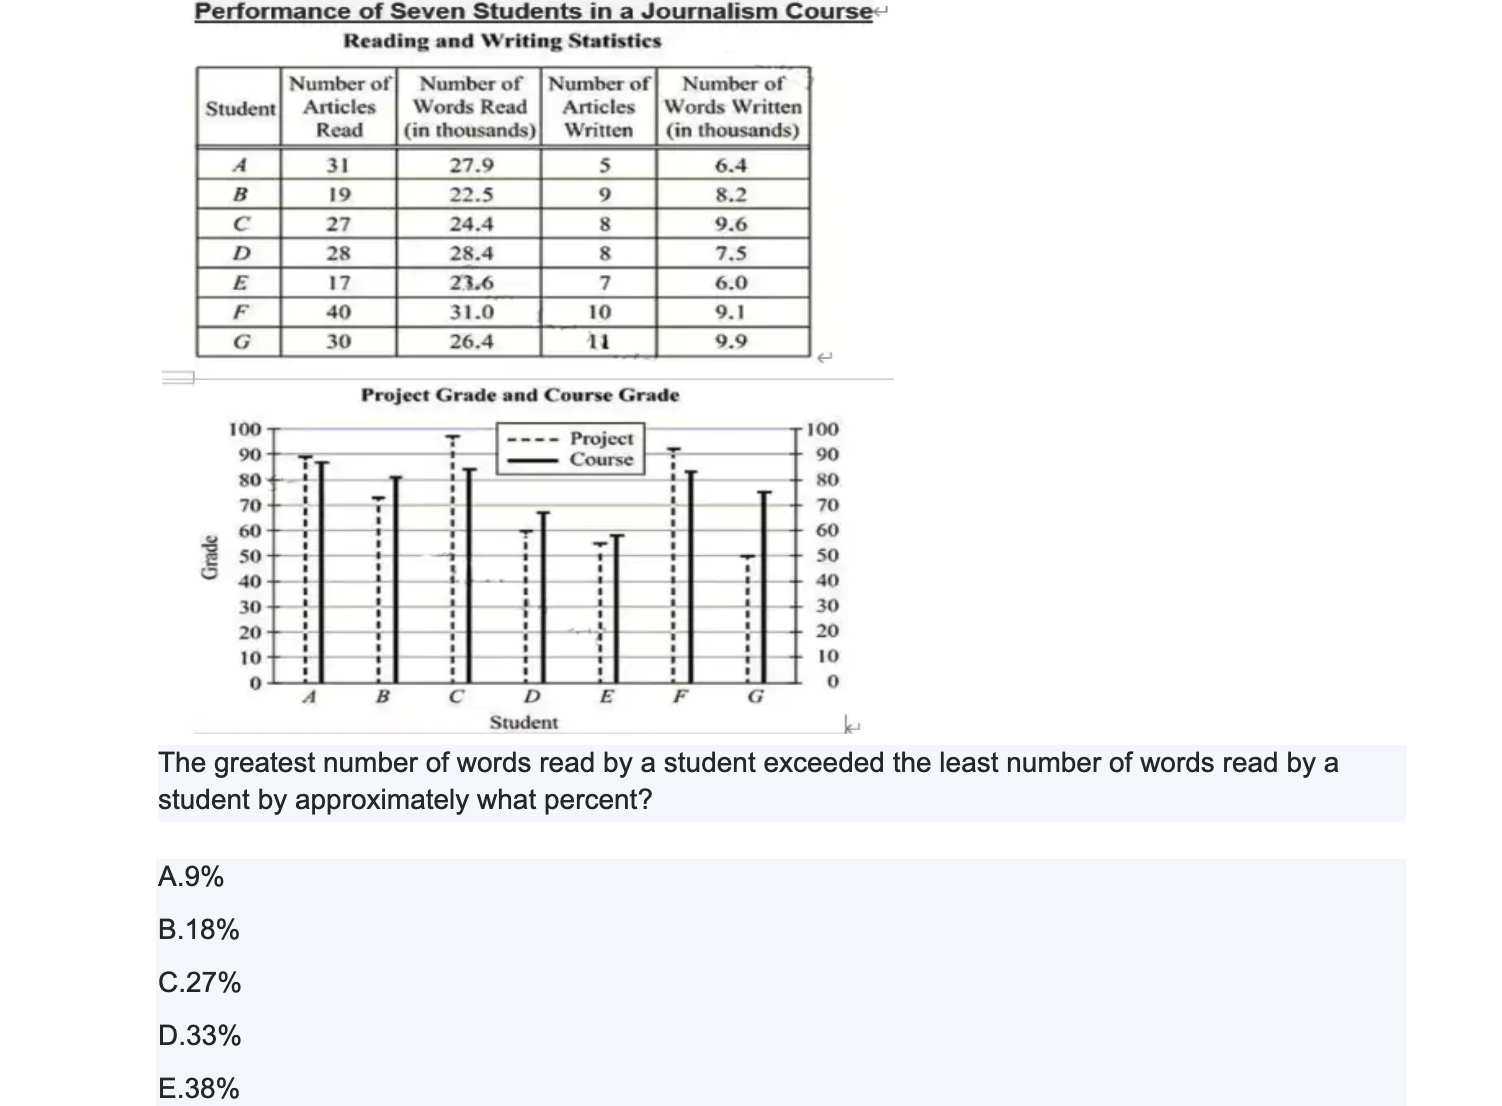 Performance of Seven Students in a Journalism Course
Reading and Writing Statistics
Student Number of Articles Read Number of Words Read (in thousands) Number of Articles Written Number of Words Written (in thousands)
A 31 27.9 5 6.4
B 19 22.5 9 8.2
C 27 24.4 8 9.6
D 28 28.4 8 7.5
E 17 23.6 7 6.0
F 40 31.0 10 9.1
G 30 26.4 11 9.9
Project Grade and Course Grade
100 100
Project
90 90
Course
80 80
70 70
60 60
50 50
Grade
40 40
30 30
20 20
10 10
0 0
A B C D E F G
Student
The greatest number of words read by a student exceeded the least number of words read by a
student by approximately what percent?
A.9%
B.18%
C.27%
D.33%
E.38%